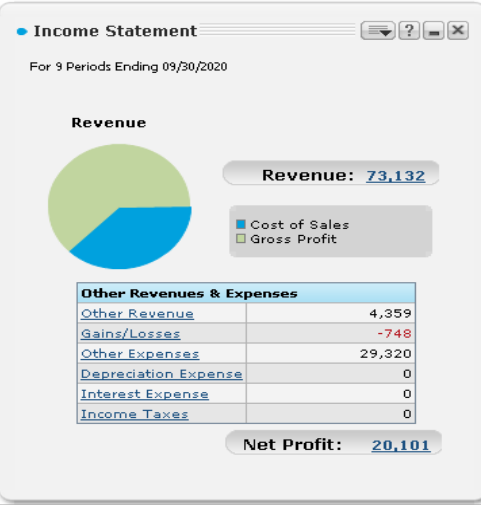 Income Statement
?
For 9 Periods Ending 09/30/2020
Revenue
Revenue: 73,132
Cost of Sales
Gross Profit
Other Revenues & Expenses
Other Revenue 4,359
Gains/Losses -748
Other Expenses 29,320
Depreciation Expense 0
Interest Expense 0
Income Taxes 0
Net Profit: 20,101